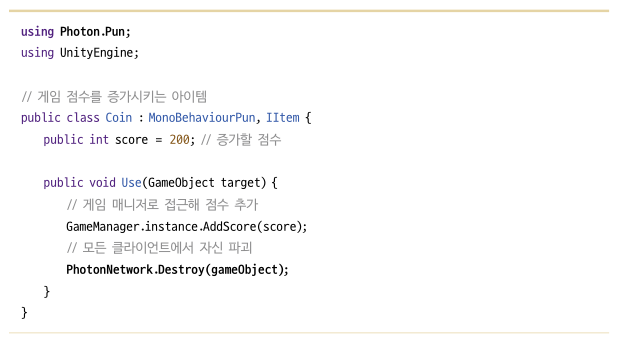 using Photon.Pun;
using UnityEngine;
// 게임 점수를 증가시키는 아이템
public class Coin : MonoBehaviourPun, IItem {
public int score = 200; // 증가할 점수
public void Use(GameObject target) {
// 게임 매니저로 접근해 점수 추가
GameManager.instance.AddScore(score);
// 모든 클라이언트에서 자신 파괴
PhotonNetwork.Destroy(gameObject);
}
}